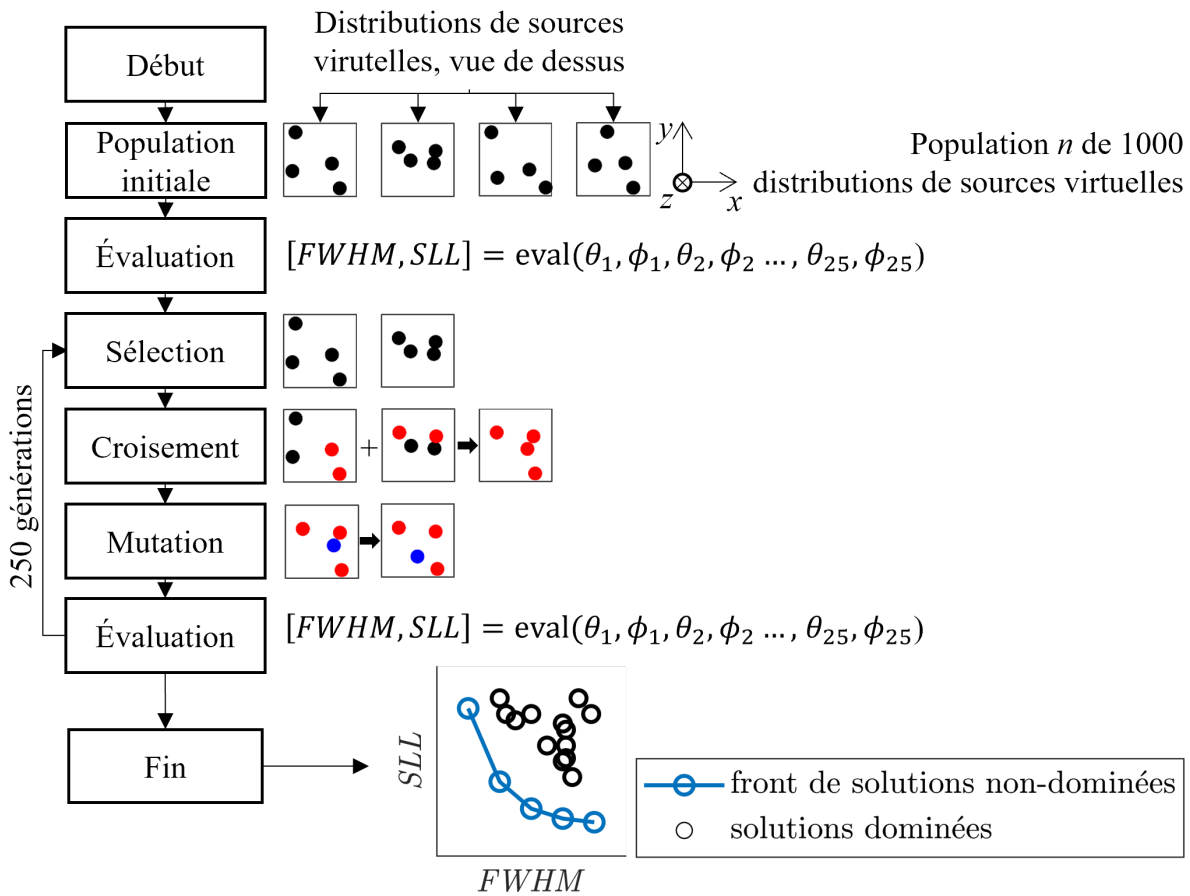 Début
Distributions de sources
virutelles, vue de dessus
Population
initiale
y
z
x
Population n de 1000
distributions de sources virtuelles
Évaluation
[FWHM, SLL] = eval(θ₁, ϕ₁, θ₂, ϕ₂ …, θ₂₅, ϕ₂₅)
Sélection
250 générations
Croisement
+
Mutation
Évaluation
[FWHM, SLL] = eval(θ₁, ϕ₁, θ₂, ϕ₂ …, θ₂₅, ϕ₂₅)
Fin
SLL
FWHM
front de solutions non-dominées
solutions dominées